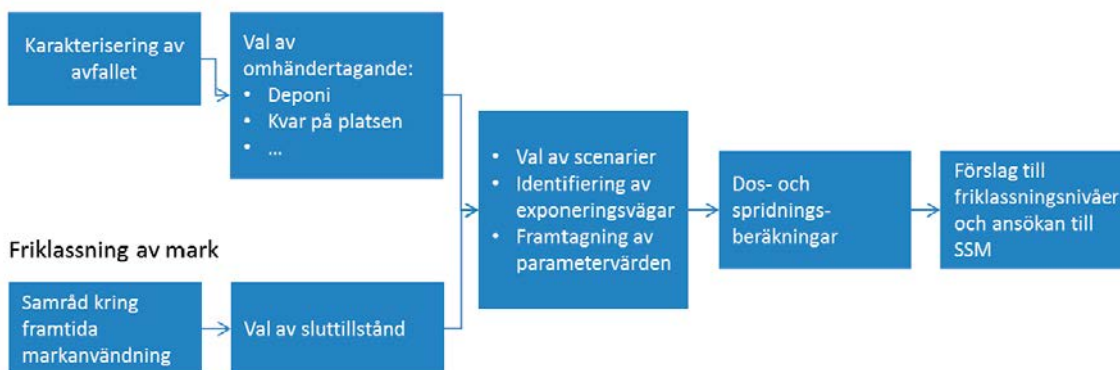 Karakterisering av
avfallet
Val av
omhändertagande:
• Deponi
• Kvar på platsen
• ...
Friklassning av mark
Samråd kring
framtida
markanvändning
Val av sluttillstånd
• Val av scenarier
• Identifiering av
exponeringsvägar
• Framtagning av
parametervärden
Dos- och
spridnings-
beräkningar
Förslag till
friklassningsnivåer
och ansökan till
SSM